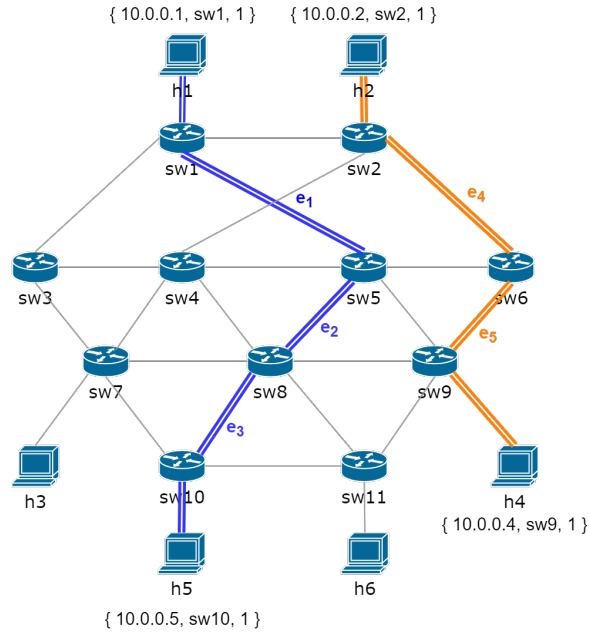 { 10.0.0.1, sw1, 1 } { 10.0.0.2, sw2, 1 }
h1 h2
sw1 sw2
e1 e4
sw3 sw4 sw5 sw6
e2 e5
sw7 sw8 sw9
e3
sw10 sw11
h3 h4
{ 10.0.0.4, sw9, 1 }
h5 h6
{ 10.0.0.5, sw10, 1 }